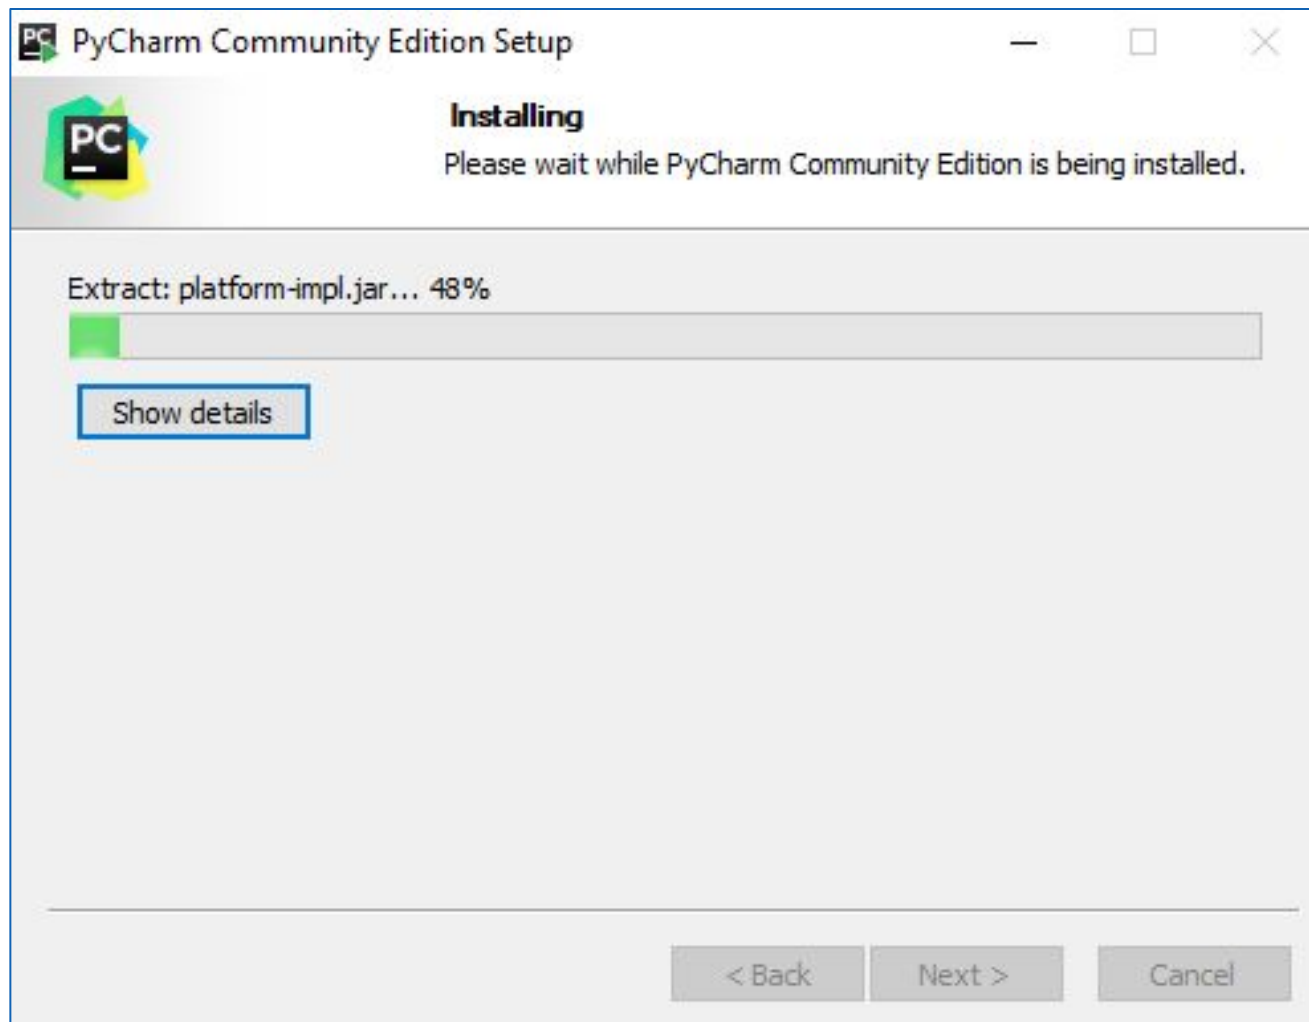 PC PyCharm Community Edition Setup
PC
Installing
Please wait while PyCharm Community Edition is being installed.
Extract: platform-impl.jar... 48%
Show details
< Back Next > Cancel